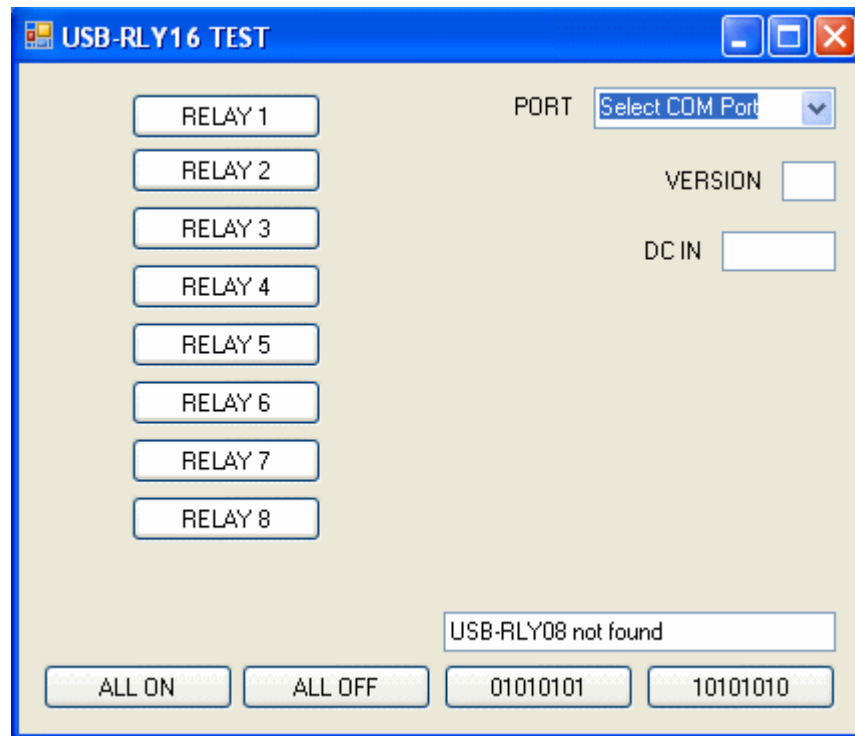 USB-RLY16 TEST
RELAY 1
PORT Select COM Port
RELAY 2
VERSION
RELAY 3
DC IN
RELAY 4
RELAY 5
RELAY 6
RELAY 7
RELAY 8
USB-RLY08 not found
ALL ON ALL OFF 01010101 10101010